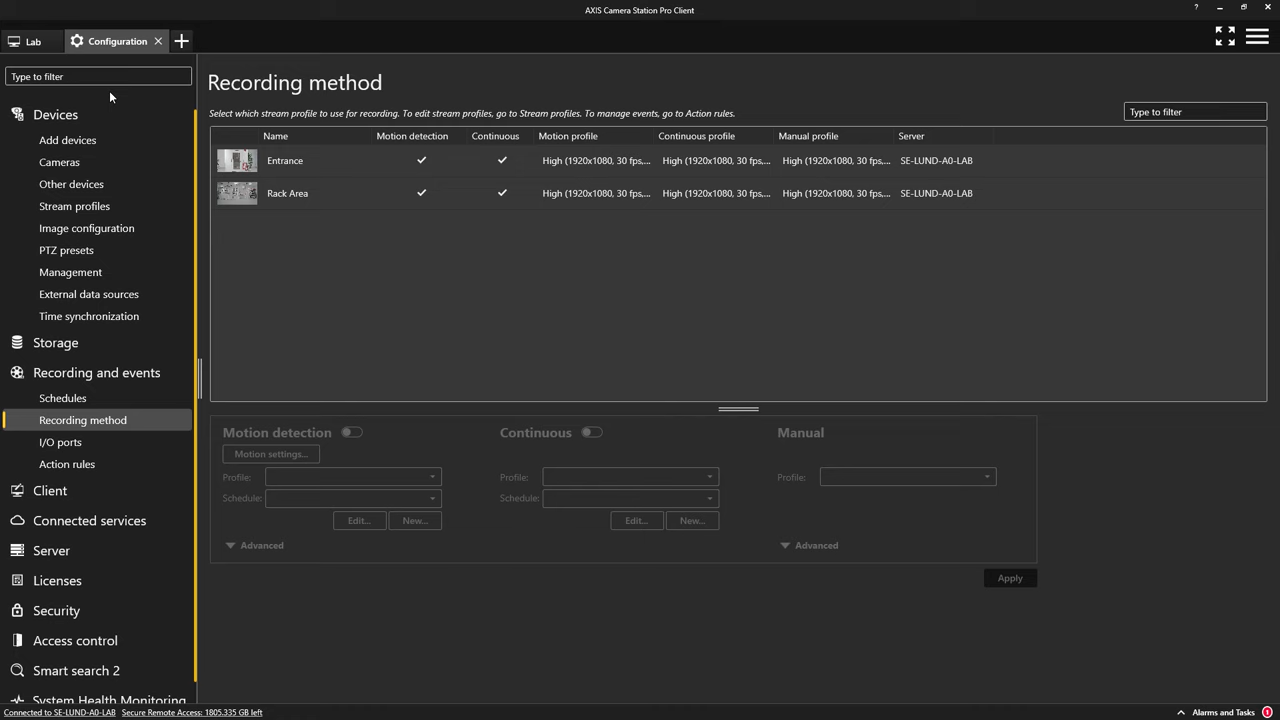 AXIS Camera Station Pro Client
?
Lab
Configuration
Type to filter
Recording method
Select which stream profile to use for recording. To edit stream profiles, go to Stream profiles. To manage events, go to Action rules.
Type to filter
Devices
Add devices
Cameras
Other devices
Stream profiles
Image configuration
PTZ presets
Management
External data sources
Time synchronization
Storage
Recording and events
Schedules
Recording method
I/O ports
Action rules
Client
Connected services
Server
Licenses
Security
Access control
Smart search 2
System Health Monitoring
Name Motion detection Continuous Motion profile Continuous profile Manual profile Server
Entrance High (1920x1080, 30 fps,... High (1920x1080, 30 fps,... High (1920x1080, 30 fps,... SE-LUND-A0-LAB
Rack Area High (1920x1080, 30 fps,... High (1920x1080, 30 fps,... High (1920x1080, 30 fps,... SE-LUND-A0-LAB
Motion detection Continuous Manual
Motion settings...
Profile: Profile: Profile:
Schedule: Schedule:
Edit... New... Edit... New...
Advanced Advanced
Apply
Connected to SE-LUND-A0-LAB Secure Remote Access: 1805.335 GB left Alarms and Tasks 1